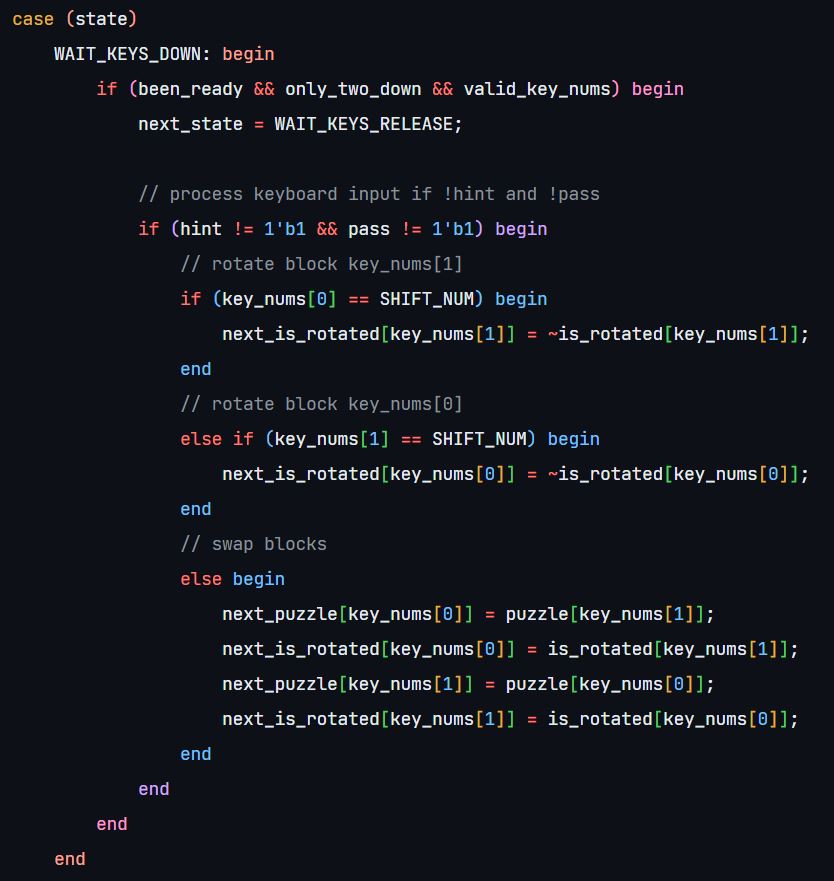 case (state)
    WAIT_KEYS_DOWN: begin
        if (been_ready && only_two_down && valid_key_nums) begin
            next_state = WAIT_KEYS_RELEASE;

            // process keyboard input if !hint and !pass
            if (hint != 1'b1 && pass != 1'b1) begin
                // rotate block key_nums[1]
                if (key_nums[0] == SHIFT_NUM) begin
                    next_is_rotated[key_nums[1]] = ~is_rotated[key_nums[1]];
                end
                // rotate block key_nums[0]
                else if (key_nums[1] == SHIFT_NUM) begin
                    next_is_rotated[key_nums[0]] = ~is_rotated[key_nums[0]];
                end
                // swap blocks
                else begin
                    next_puzzle[key_nums[0]] = puzzle[key_nums[1]];
                    next_is_rotated[key_nums[0]] = is_rotated[key_nums[1]];
                    next_puzzle[key_nums[1]] = puzzle[key_nums[0]];
                    next_is_rotated[key_nums[1]] = is_rotated[key_nums[0]];
                end
            end
        end
    end